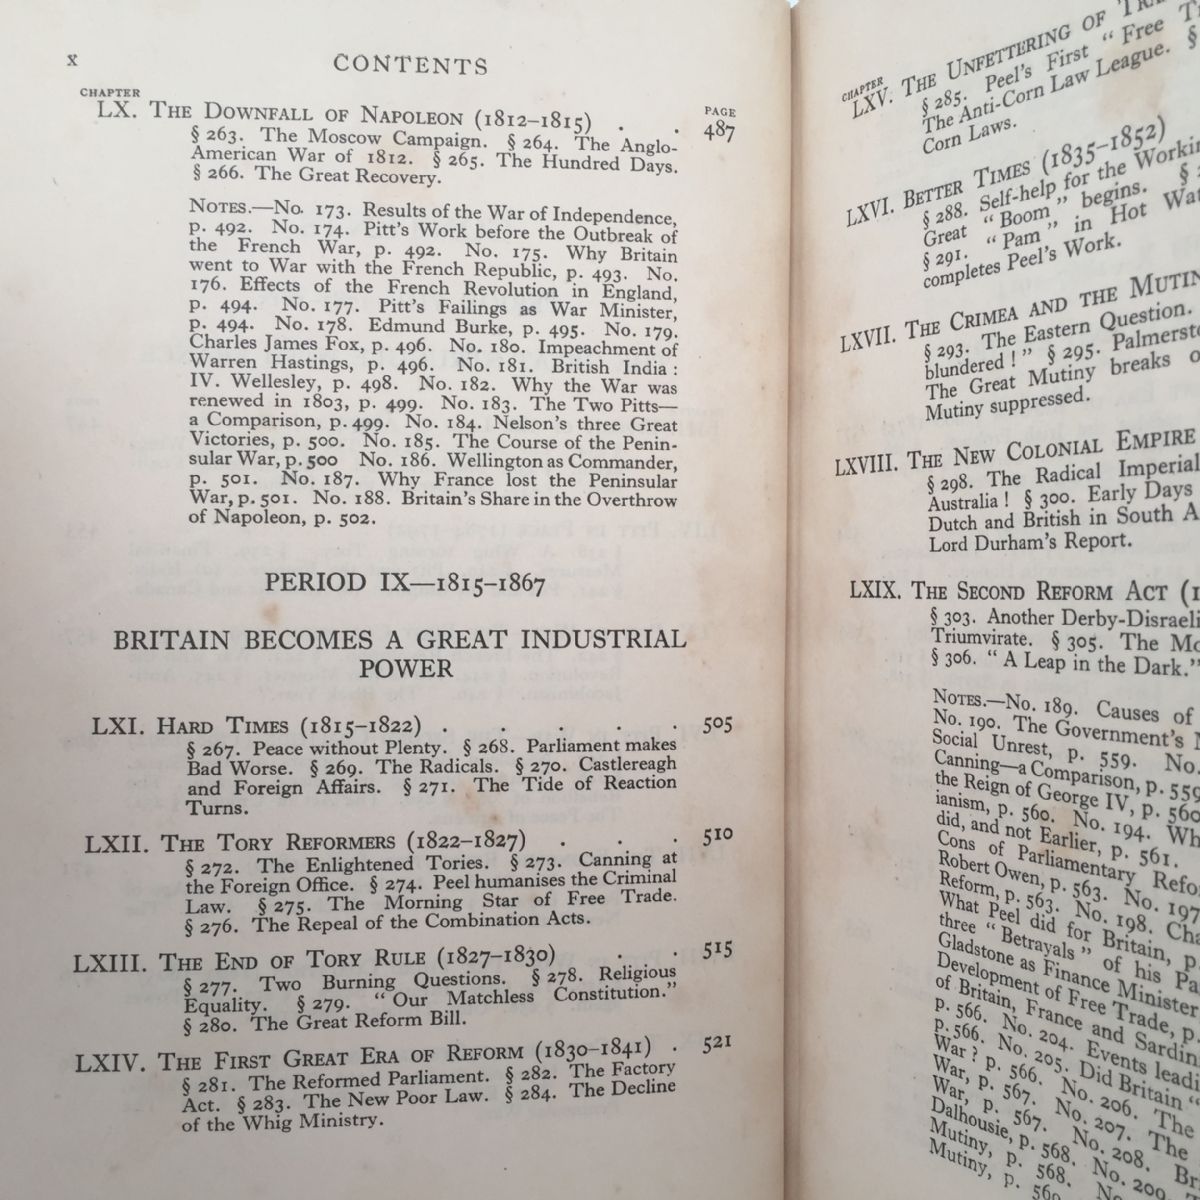 x
CONTENTS
CHAPTER
PAGE
LX. THE DOWNFALL OF NAPOLEON (1812–1815) . . 487
§ 263. The Moscow Campaign. § 264. The Anglo-
American War of 1812. § 265. The Hundred Days.
§ 266. The Great Recovery.
NOTES.—No. 173. Results of the War of Independence,
p. 492. No. 174. Pitt's Work before the Outbreak of
the French War, p. 492. No. 175. Why Britain
went to War with the French Republic, p. 493. No.
176. Effects of the French Revolution in England,
p. 494. No. 177. Pitt's Failings as War Minister,
p. 494. No. 178. Edmund Burke, p. 495. No. 179.
Charles James Fox, p. 496. No. 180. Impeachment of
Warren Hastings, p. 496. No. 181. British India :
IV. Wellesley, p. 498. No. 182. Why the War was
renewed in 1803, p. 499. No. 183. The Two Pitts—
a Comparison, p. 499. No. 184. Nelson's three Great
Victories, p. 500. No. 185. The Course of the Penin-
sular War, p. 500 No. 186. Wellington as Commander,
p. 501. No. 187. Why France lost the Peninsular
War, p. 501. No. 188. Britain's Share in the Overthrow
of Napoleon, p. 502.
PERIOD IX—1815–1867
BRITAIN BECOMES A GREAT INDUSTRIAL
POWER
LXI. HARD TIMES (1815–1822) . . . . . 505
§ 267. Peace without Plenty. § 268. Parliament makes
Bad Worse. § 269. The Radicals. § 270. Castlereagh
and Foreign Affairs. § 271. The Tide of Reaction
Turns.
LXII. THE TORY REFORMERS (1822–1827) . . . 510
§ 272. The Enlightened Tories. § 273. Canning at
the Foreign Office. § 274. Peel humanises the Criminal
Law. § 275. The Morning Star of Free Trade.
§ 276. The Repeal of the Combination Acts.
LXIII. THE END OF TORY RULE (1827–1830) . . 515
§ 277. Two Burning Questions. § 278. Religious
Equality. § 279. "Our Matchless Constitution."
§ 280. The Great Reform Bill.
LXIV. THE FIRST GREAT ERA OF REFORM (1830–1841) . 521
§ 281. The Reformed Parliament. § 282. The Factory
Act. § 283. The New Poor Law. § 284. The Decline
of the Whig Ministry.
CHAPTER
LXV. THE UNFETTERING OF
§ 285. Peel's First "Free
The Anti-Corn Law League. §
Corn Laws.
LXVI. BETTER TIMES (1835–1852)
§ 288. Self-help for the
Great "Boom" begins. §
§ 291. "Pam" in Hot
completes Peel's Work.
LXVII. THE CRIMEA AND THE
§ 293. The Eastern Question.
blundered !" § 295.
The Great Mutiny breaks
Mutiny suppressed.
LXVIII. THE NEW COLONIAL EMPIRE
§ 298. The Radical
Australia ! § 300. Early Days
Dutch and British in South
Lord Durham's Report.
LXIX. THE SECOND REFORM ACT
§ 303. Another
Triumvirate. § 305. The
§ 306. "A Leap in the Dark."
NOTES.—No. 189. Causes of
No. 190. The Government's
Social Unrest, p. 559. No.
Canning—a Comparison, p. 559
the Reign of George IV, p. 560
ianism, p. 560. No. 194.
did, and not Earlier, p. 561.
Cons of Parliamentary
Robert Owen, p. 563. No. 197
Reform, p. 563. No. 198.
What Peel did for Britain, p.
three "Betrayals" of his
Gladstone as Finance Minister
Development of Free Trade, p.
of Britain, France and
p. 566. No. 204. Events
p. 566. No. 205. Did Britain "
War ? p. 566. No. 206. The
War, p. 567. No. 207. The
War, p. 567. No. 208.
Dalhousie, p. 568. No. 209
Mutiny, p. 568.
Mutiny, p.